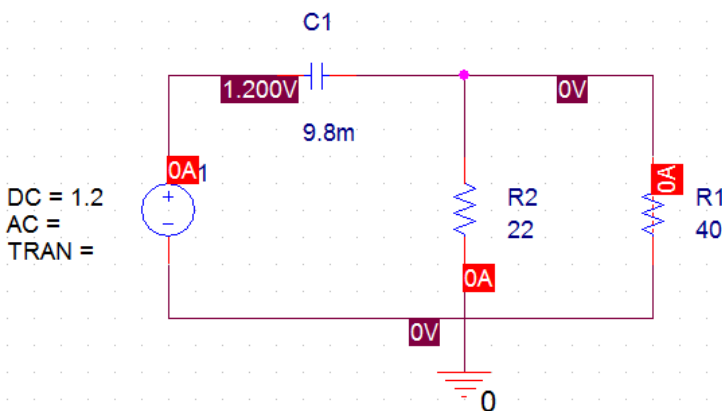 C1
1.200V
0V
9.8m
0A
1
0A
DC = 1.2
AC =
TRAN =
R2
22
R1
40
0A
0V
0